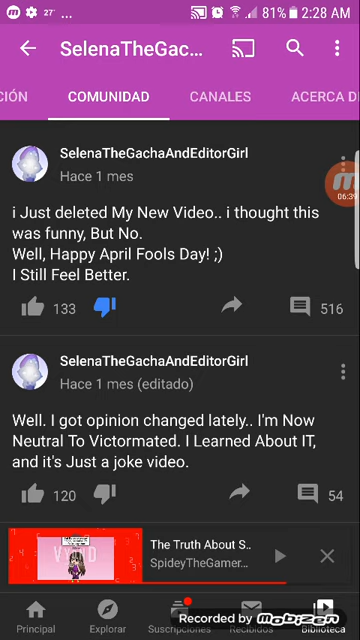 27° ... 81% 2:28 AM
SelenaTheGac...
CIÓN COMUNIDAD CANALES ACERCA D
SelenaTheGachaAndEditorGirl
Hace 1 mes
06:39
i Just deleted My New Video.. i thought this
was funny, But No.
Well, Happy April Fools Day! ;)
I Still Feel Better.
133 516
SelenaTheGachaAndEditorGirl
Hace 1 mes (editado)
Well. I got opinion changed lately.. I'm Now
Neutral To Victormated. I Learned About IT,
and it's Just a joke video.
120 54
The Truth About S..
SpideyTheGamer...
Principal Explorar Suscripciones Recibidos Biblioteca
Recorded by Mobizen